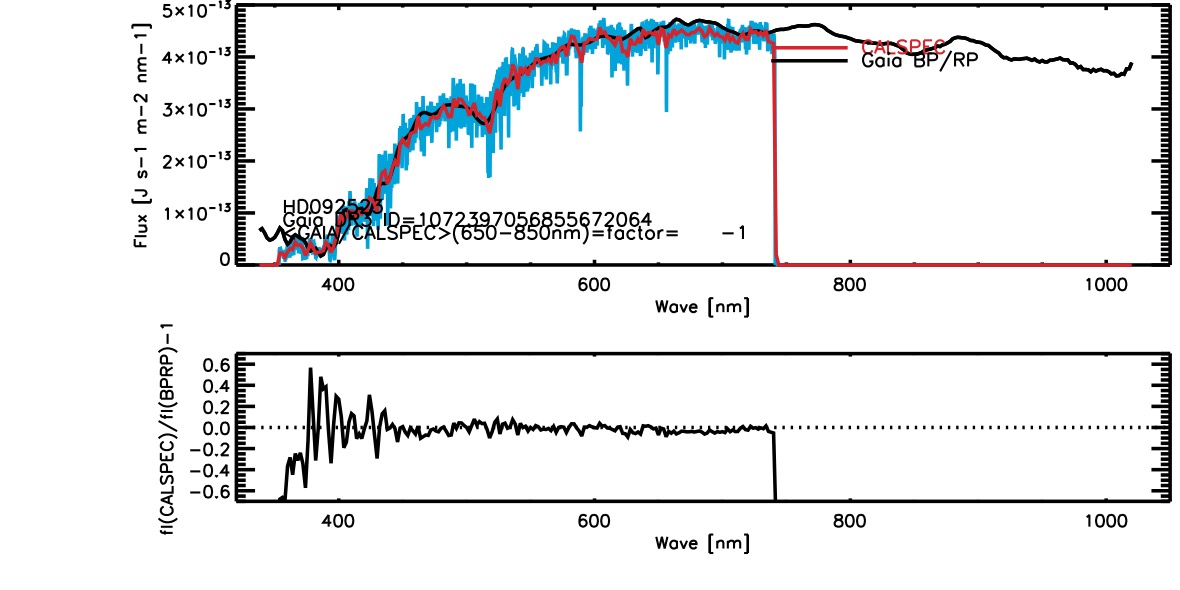 5×10−13
4×10−13
3×10−13
2×10−13
1×10−13
0
Flux [J s−1 m−2 nm−1]
CALSPEC
Gaia BP/RP
HD092523
Gaia DR3 ID=1072397056855672064
<GAIA/CALSPEC>(650−850nm)=factor= −1
400 600 800 1000
Wave [nm]
fl(CALSPEC)/fl(BPRP)−1
0.6
0.4
0.2
0.0
−0.2
−0.4
−0.6
400 600 800 1000
Wave [nm]